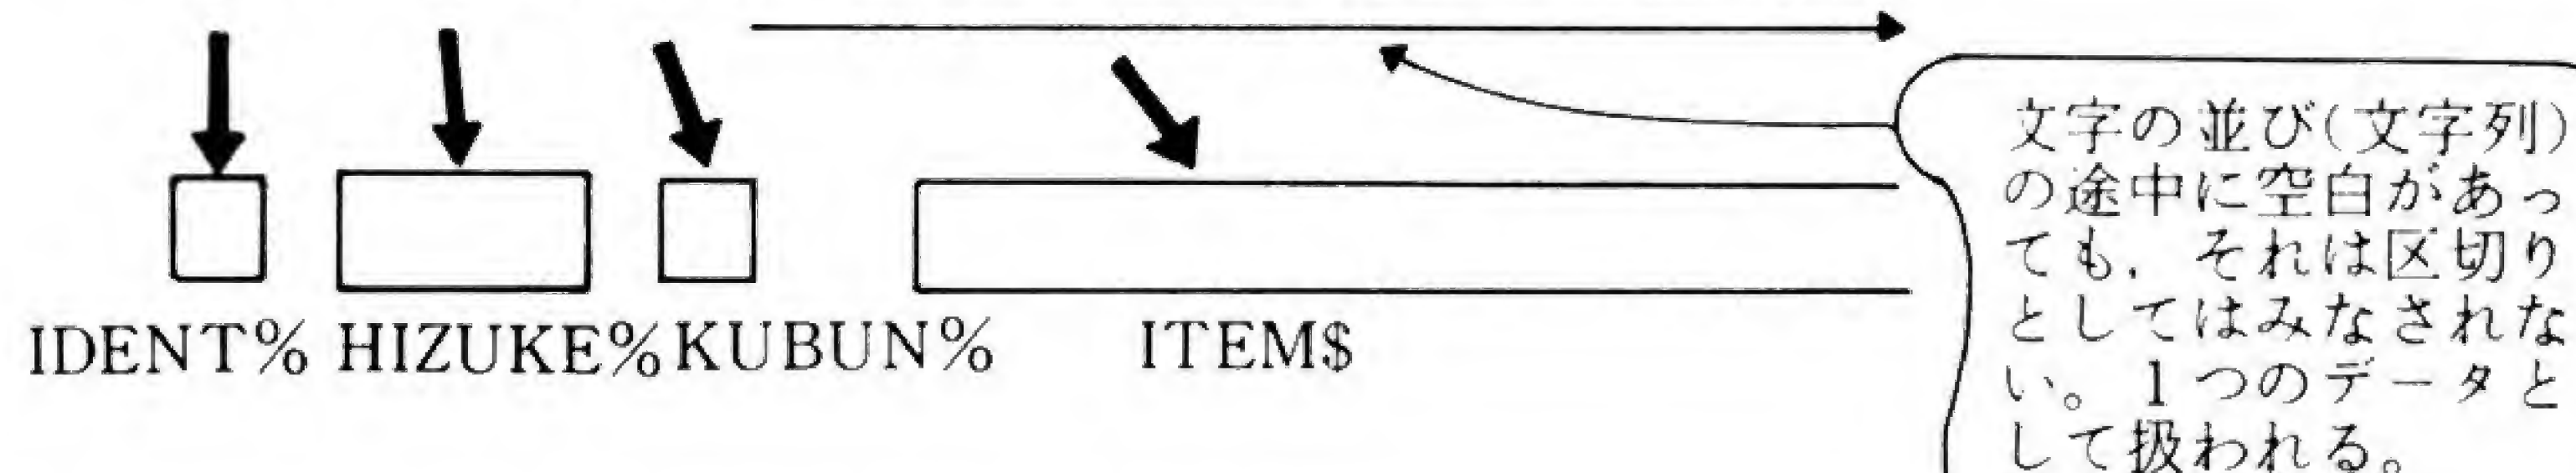 IDENT% HIZUKE% KUBUN% ITEM$
文字の並び(文字列)
の途中に空白があっ
ても，それは区切り
としてはみなされな
い。1つのデータと
して扱われる。